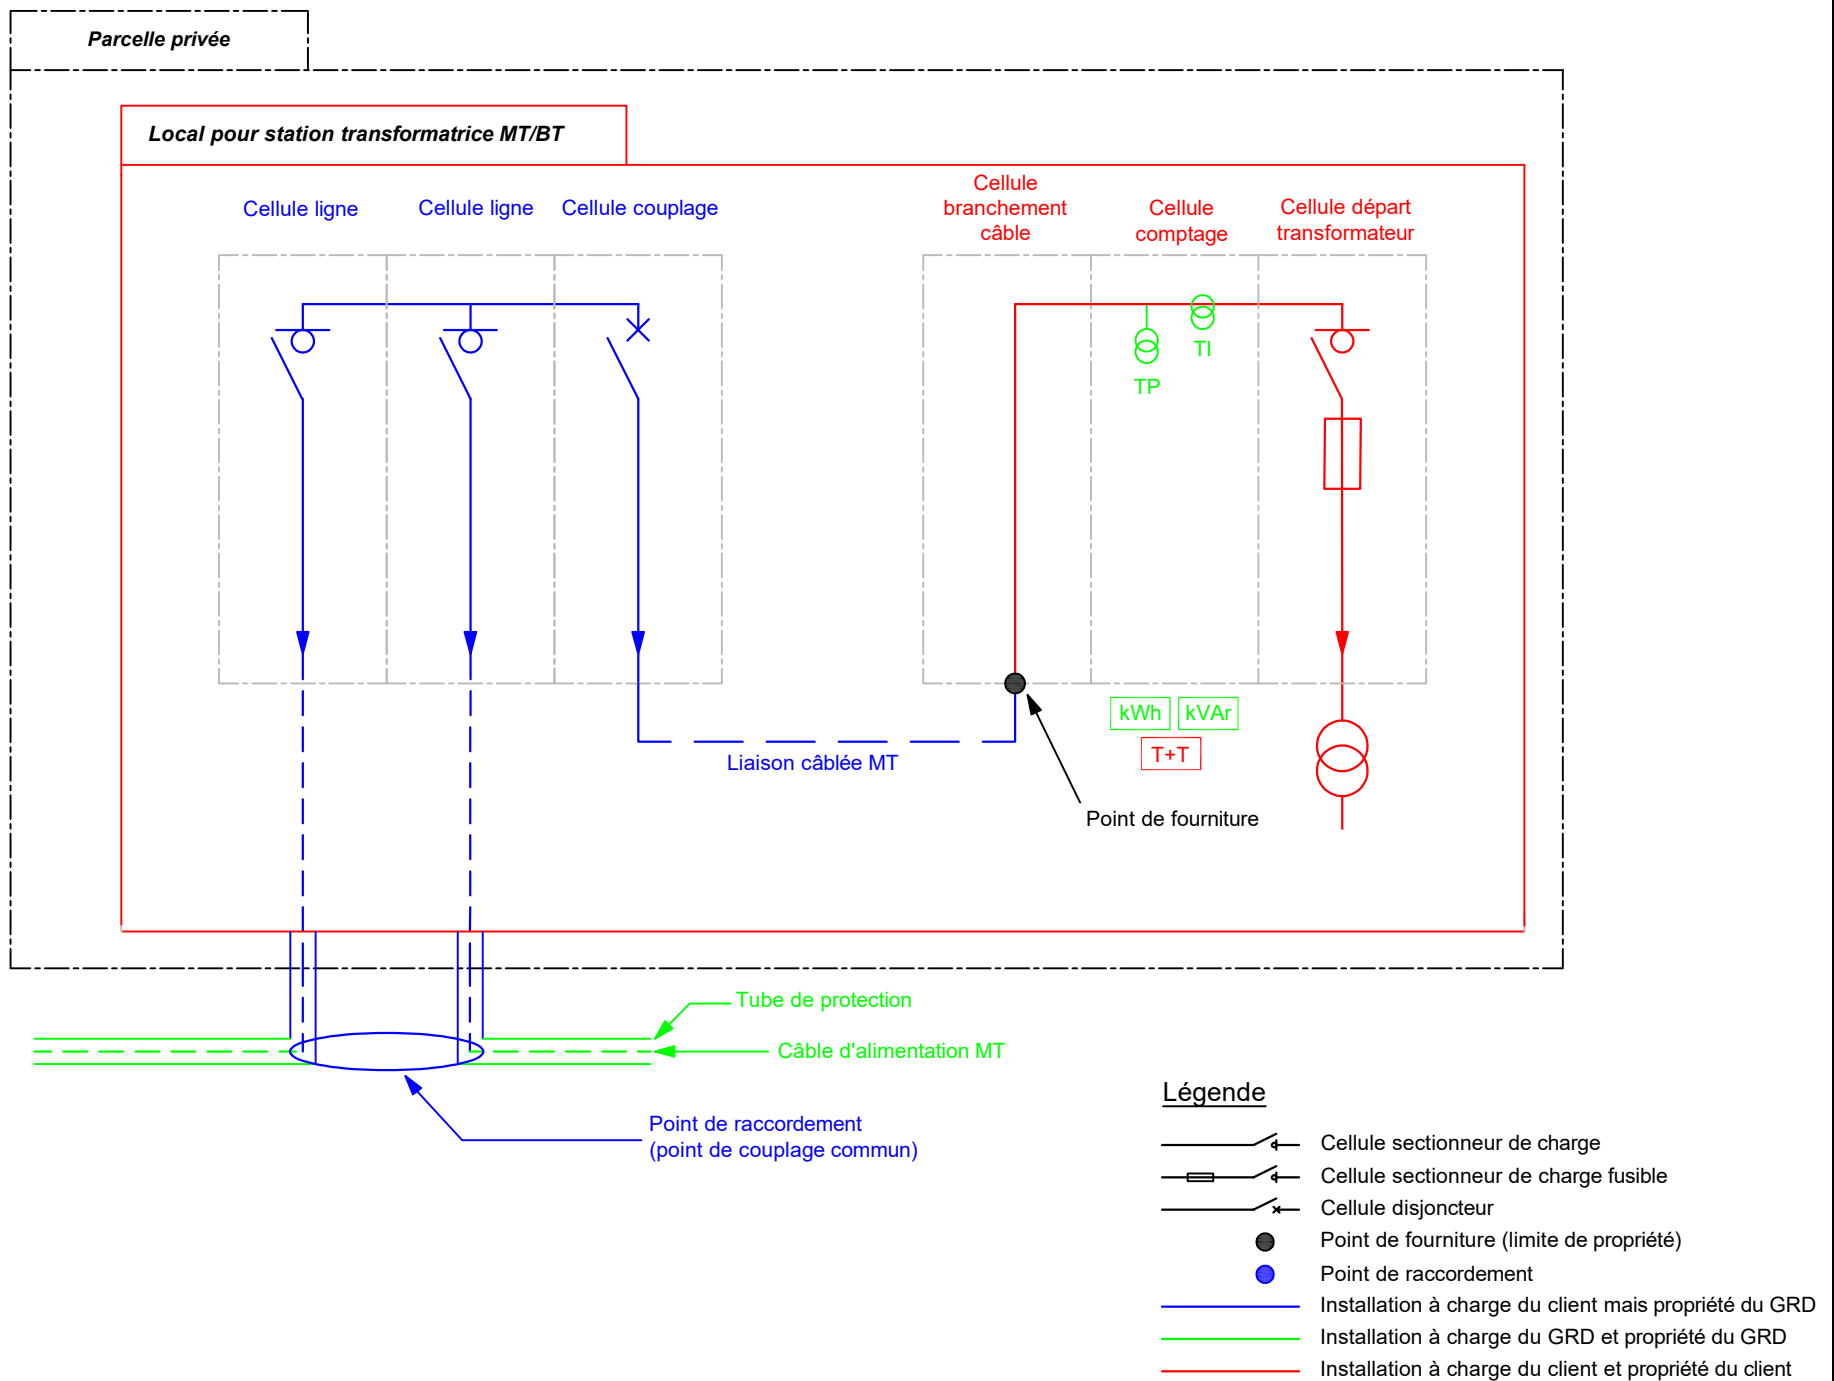 Parcelle privée
Local pour station transformatrice MT/BT
Cellule ligne
Cellule ligne
Cellule couplage
Cellule
branchement
câble
Cellule
comptage
Cellule départ
transformateur
TI
TP
kWh
kVAr
T+T
Liaison câblée MT
Point de fourniture
Tube de protection
Câble d'alimentation MT
Point de raccordement
(point de couplage commun)
Légende
Cellule sectionneur de charge
Cellule sectionneur de charge fusible
Cellule disjoncteur
Point de fourniture (limite de propriété)
Point de raccordement
Installation à charge du client mais propriété du GRD
Installation à charge du GRD et propriété du GRD
Installation à charge du client et propriété du client